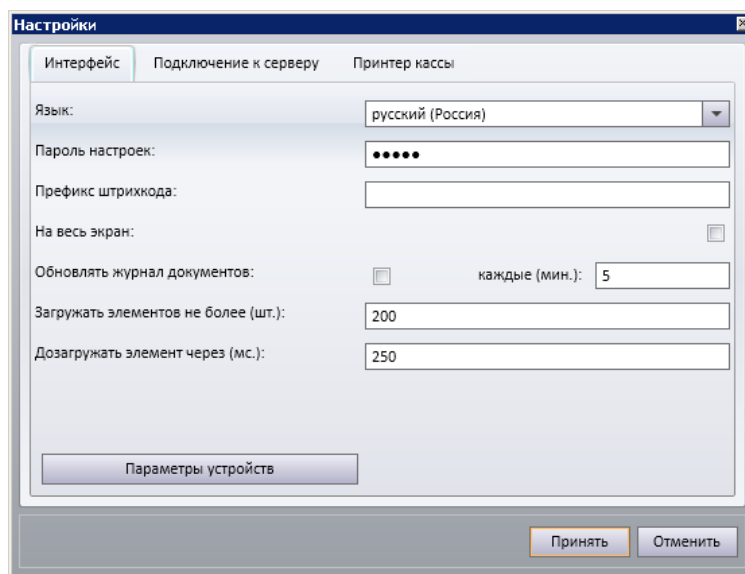 Настройки
Интерфейс Подключение к серверу Принтер кассы
Язык: русский (Россия)
Пароль настроек: •••••
Префикс штрихкода:
На весь экран:
Обновлять журнал документов: каждые (мин.): 5
Загружать элементов не более (шт.): 200
Дозагружать элемент через (мс.): 250
Параметры устройств
Принять Отменить